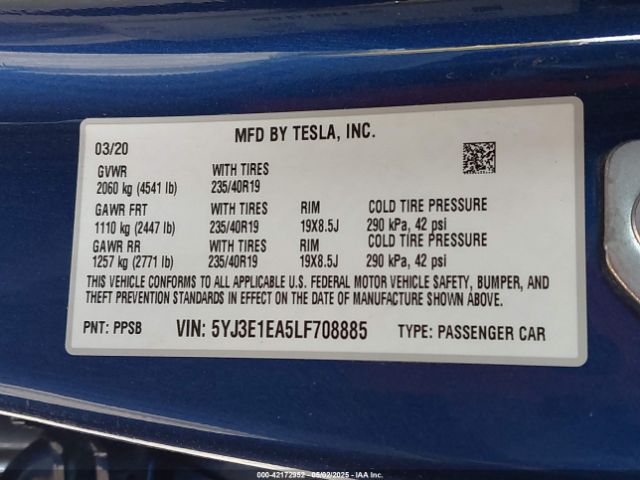 MFD BY TESLA, INC.
03/20
GVWR WITH TIRES
2060 kg (4541 lb) 235/40R19
GAWR FRT WITH TIRES RIM COLD TIRE PRESSURE
1110 kg (2447 lb) 235/40R19 19X8.5J 290 kPa, 42 psi
GAWR RR WITH TIRES RIM COLD TIRE PRESSURE
1257 kg (2771 lb) 235/40R19 19X8.5J 290 kPa, 42 psi
THIS VEHICLE CONFORMS TO ALL APPLICABLE U.S. FEDERAL MOTOR VEHICLE SAFETY, BUMPER, AND
THEFT PREVENTION STANDARDS IN EFFECT ON THE DATE OF MANUFACTURE SHOWN ABOVE.
PNT: PPSB VIN: 5YJ3E1EA5LF708885 TYPE: PASSENGER CAR
000-42172952 05/02/2025 IAA Inc.